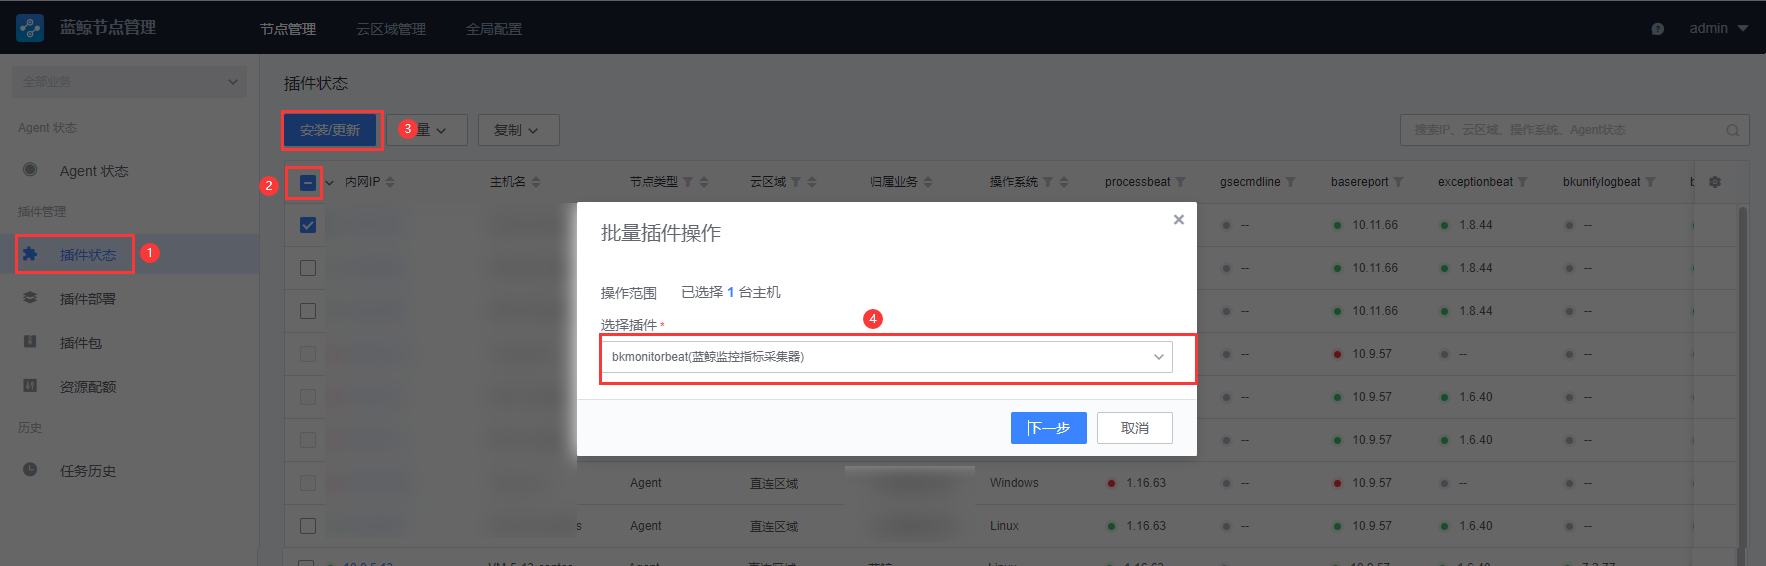 蓝鲸节点管理 节点管理 云区域管理 全局配置 admin
全部业务
Agent 状态
Agent 状态
插件管理
插件状态 1
插件部署
插件包
资源配额
历史
任务历史
插件状态
安装/更新 3 量 复制 搜索IP、云区域、操作系统、Agent状态
2 内网IP 主机名 节点类型 云区域 归属业务 操作系统 processbeat gsecmdline basereport exceptionbeat bkunifylogbeat b
-- 10.11.66 1.8.44 --
-- 10.11.66 1.8.44 --
-- 10.11.66 1.8.44 --
-- 10.9.57 -- --
-- 10.9.57 1.6.40 --
-- 10.9.57 1.6.40 --
Agent 直连区域 Windows 1.16.63 -- 10.9.57 -- --
s Agent 直连区域 Linux 1.16.63 -- 10.9.57 1.6.40 --
批量插件操作
操作范围 已选择 1 台主机
选择插件 * 4
bkmonitorbeat(蓝鲸监控指标采集器)
下一步 取消